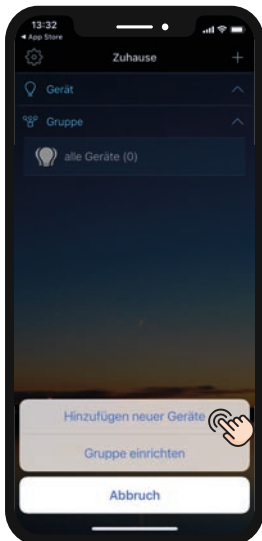 13:32
◀ App Store
Zuhause +
Gerät
Gruppe
alle Geräte (0)
Hinzufügen neuer Geräte
Gruppe einrichten
Abbruch